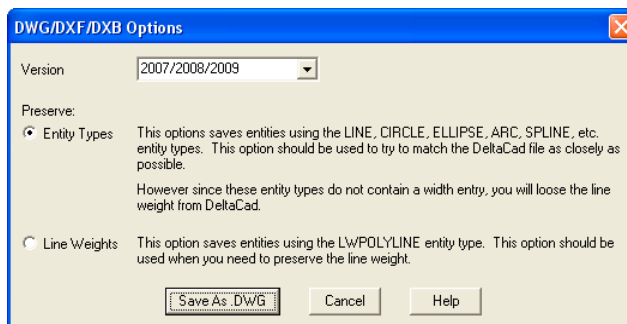 DWG/DXF/DXB Options
Version 2007/2008/2009
Preserve:
Entity Types This options saves entities using the LINE, CIRCLE, ELLIPSE, ARC, SPLINE, etc.
entity types. This option should be used to try to match the DeltaCad file as closely as
possible.
However since these entity types do not contain a width entry, you will loose the line
weight from DeltaCad.
Line Weights This option saves entities using the LWPOLYLINE entity type. This option should be
used when you need to preserve the line weight.
Save As .DWG Cancel Help